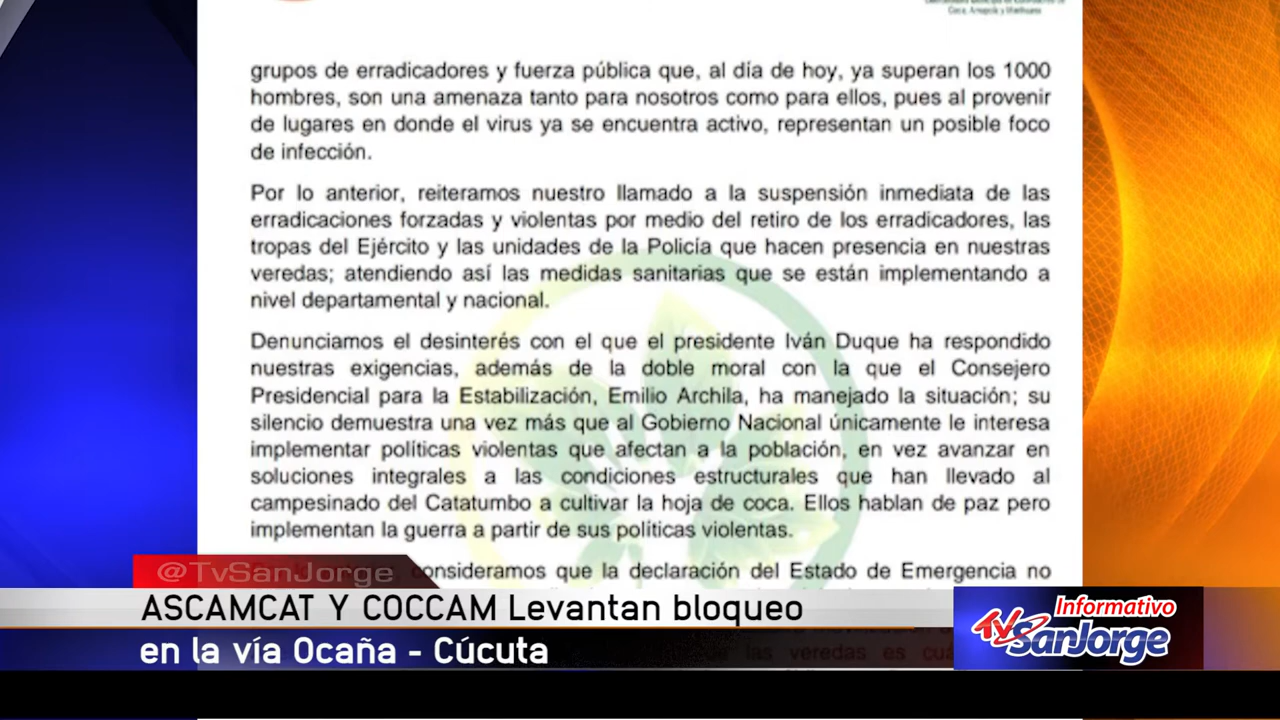 Coca, Amapola y Marihuana
grupos de erradicadores y fuerza pública que, al día de hoy, ya superan los 1000
hombres, son una amenaza tanto para nosotros como para ellos, pues al provenir
de lugares en donde el virus ya se encuentra activo, representan un posible foco
de infección.
Por lo anterior, reiteramos nuestro llamado a la suspensión inmediata de las
erradicaciones forzadas y violentas por medio del retiro de los erradicadores, las
tropas del Ejército y las unidades de la Policía que hacen presencia en nuestras
veredas; atendiendo así las medidas sanitarias que se están implementando a
nivel departamental y nacional.
Denunciamos el desinterés con el que el presidente Iván Duque ha respondido
nuestras exigencias, además de la doble moral con la que el Consejero
Presidencial para la Estabilización, Emilio Archila, ha manejado la situación; su
silencio demuestra una vez más que al Gobierno Nacional únicamente le interesa
implementar políticas violentas que afectan a la población, en vez avanzar en
soluciones integrales a las condiciones estructurales que han llevado al
campesinado del Catatumbo a cultivar la hoja de coca. Ellos hablan de paz pero
implementan la guerra a partir de sus políticas violentas.
consideramos que la declaración del Estado de Emergencia no
@TvSanJorge
ASCAMCAT Y COCCAM Levantan bloqueo
en la vía Ocaña - Cúcuta
de las veredas es
Informativo
Tv SanJorge